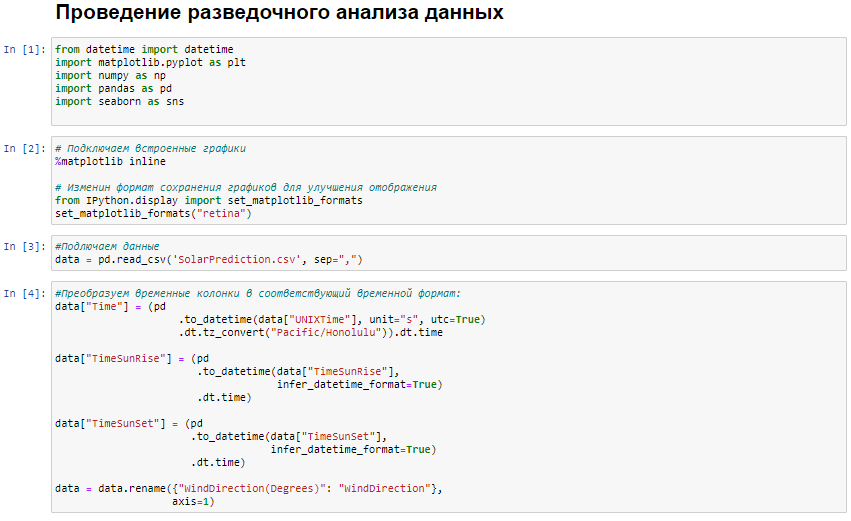 Проведение разведочного анализа данных
In [1]: from datetime import datetime
import matplotlib.pyplot as plt
import numpy as np
import pandas as pd
import seaborn as sns
In [2]: # Подключаем встроенные графики
%matplotlib inline
# Изменин формат сохранения графиков для улучшения отображения
from IPython.display import set_matplotlib_formats
set_matplotlib_formats("retina")
In [3]: #Подлючаем данные
data = pd.read_csv('SolarPrediction.csv', sep=",")
In [4]: #Преобразуем временные колонки в соответствующий временной формат:
data["Time"] = (pd
.to_datetime(data["UNIXTime"], unit="s", utc=True)
.dt.tz_convert("Pacific/Honolulu")).dt.time
data["TimeSunRise"] = (pd
.to_datetime(data["TimeSunRise"],
infer_datetime_format=True)
.dt.time)
data["TimeSunSet"] = (pd
.to_datetime(data["TimeSunSet"],
infer_datetime_format=True)
.dt.time)
data = data.rename({"WindDirection(Degrees)": "WindDirection"},
axis=1)